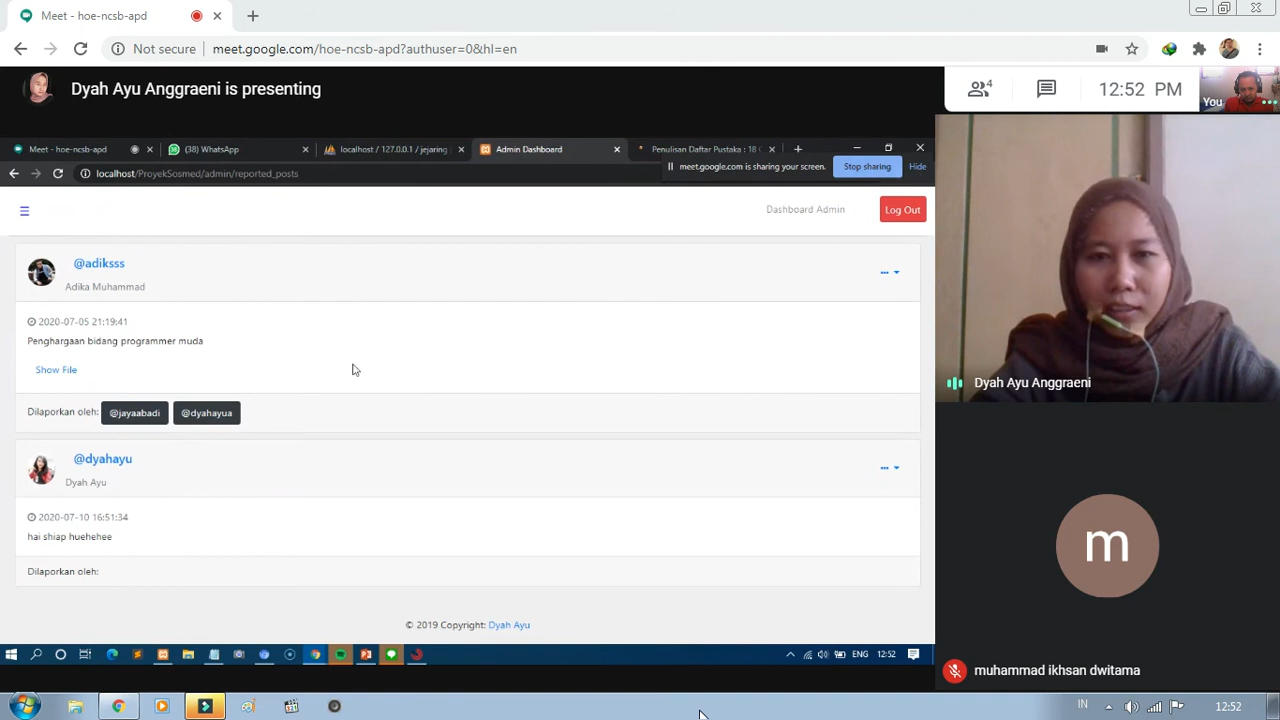 Meet - hoe-ncsb-apd
Not secure meet.google.com/hoe-ncsb-apd?authuser=0&hl=en
Dyah Ayu Anggraeni is presenting
4
12:52 PM
You
Meet - hoe-ncsb-apd
(38) WhatsApp
localhost / 127.0.0.1 / jejaring
Admin Dashboard
Penulisan Daftar Pustaka : 18 C
localhost/ProyekSosmed/admin/reported_posts
meet.google.com is sharing your screen.
Stop sharing
Hide
Dashboard Admin
Log Out
@adiksss
Adika Muhammad
2020-07-05 21:19:41
Penghargaan bidang programmer muda
Show File
Dilaporkan oleh: @jayaabadi @dyahayua
@dyahayu
Dyah Ayu
2020-07-10 16:51:34
hai shiap huehehee
Dilaporkan oleh:
© 2019 Copyright: Dyah Ayu
ENG 12:52
Dyah Ayu Anggraeni
m
muhammad ikhsan dwitama
IN 12:52